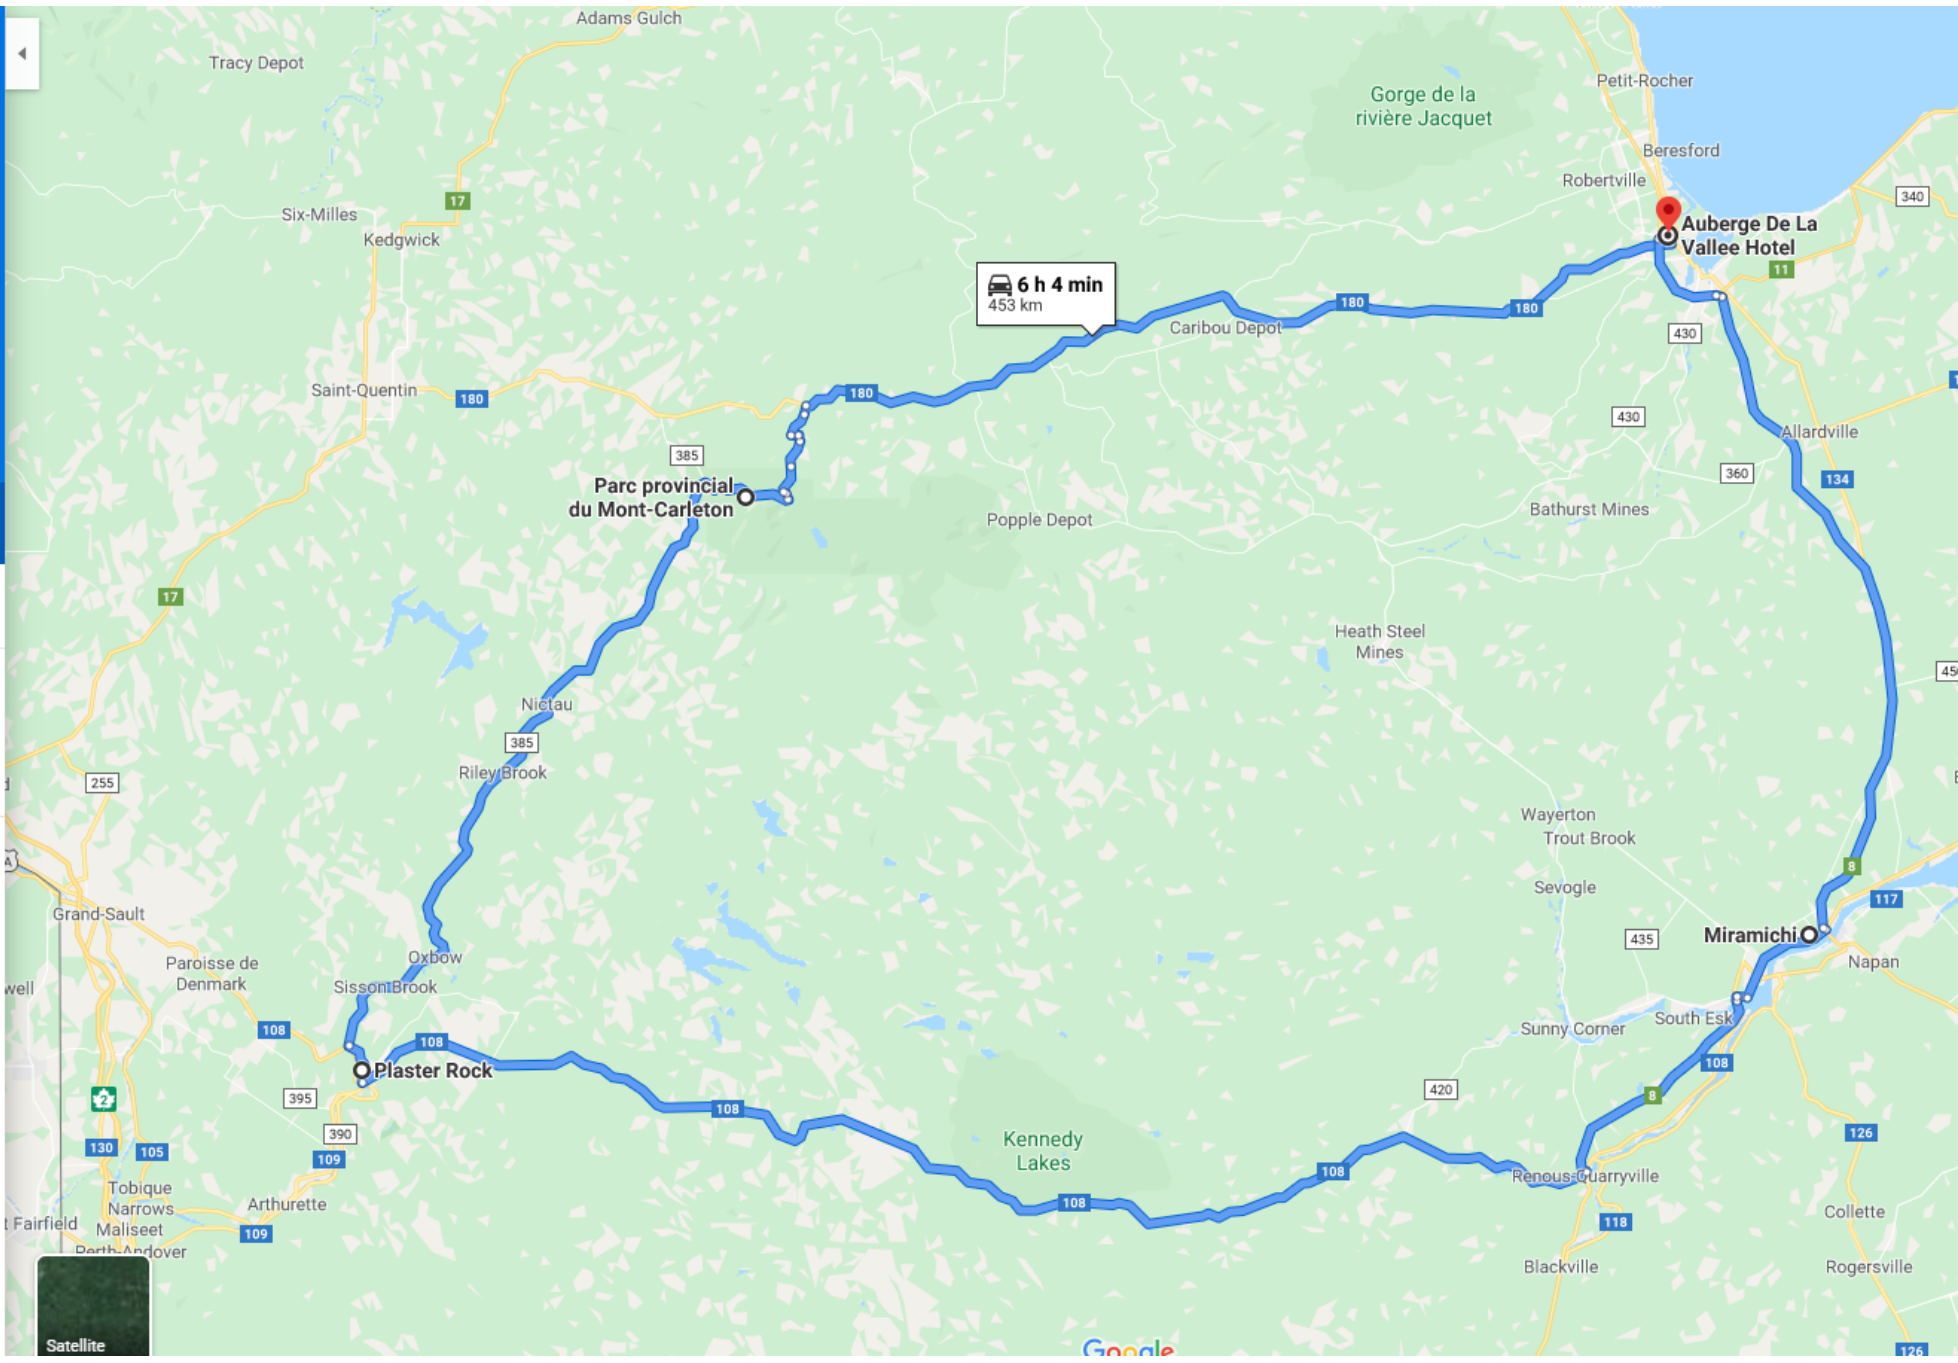 Adams Gulch
Tracy Depot
Petit-Rocher
Gorge de la
rivière Jacquet
Beresford
Robertville
17
340
Six-Milles
Kedgwick
Auberge De La
Vallee Hotel
11
6 h 4 min
453 km
180
180
Caribou Depot
430
Saint-Quentin
180
180
430
Allardville
385
360
134
Parc provincial
du Mont-Carleton
Popple Depot
Bathurst Mines
17
Heath Steel
Mines
450
Nictau
385
Riley Brook
255
Wayerton
Trout Brook
8
Sevogle
117
Grand-Sault
435
Miramichi
Oxbow
Paroisse de
Denmark
Napan
well
Sisson Brook
South Esk
Sunny Corner
108
108
108
Plaster Rock
420
8
2
395
108
390
Kennedy
Lakes
126
130
105
109
108
Renous-Quarryville
Tobique
Narrows
Maliseet
Arthurette
108
118
Collette
t Fairfield
109
Perth-Andover
Blackville
Rogersville
Satellite
Google
126